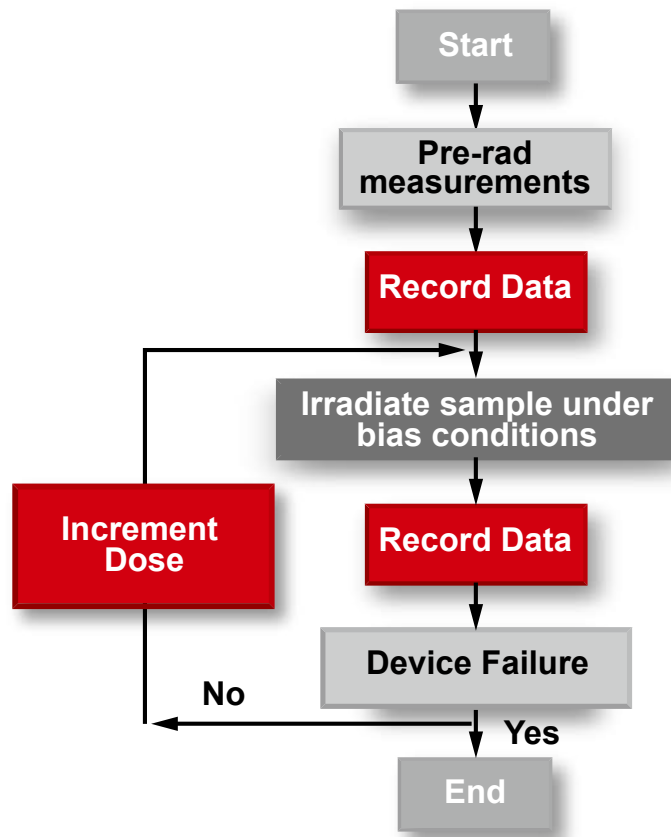 Start
Pre-rad
measurements
Record Data
Irradiate sample under
bias conditions
Increment
Dose
Record Data
Device Failure
No
Yes
End